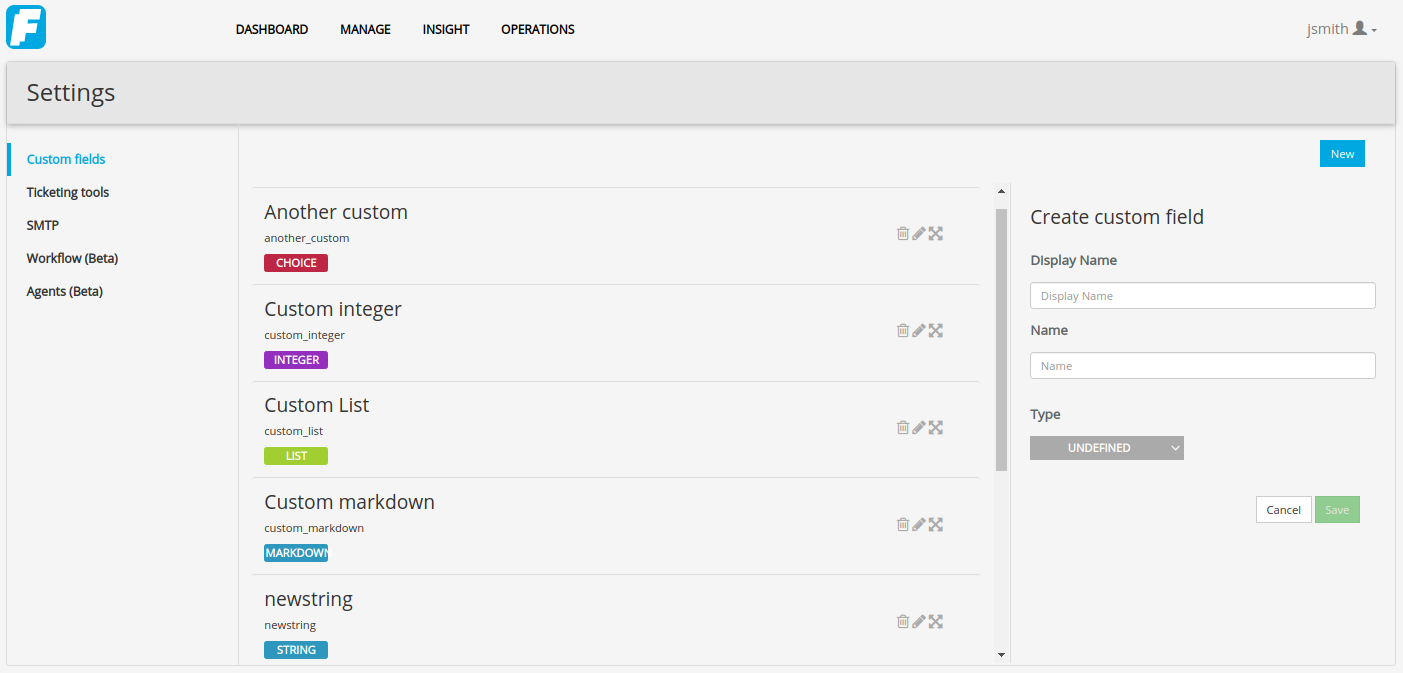 F
DASHBOARD MANAGE INSIGHT OPERATIONS jsmith
Settings
Custom fields
Ticketing tools
SMTP
Workflow (Beta)
Agents (Beta)
New
Another custom
another_custom
CHOICE
Custom integer
custom_integer
INTEGER
Custom List
custom_list
LIST
Custom markdown
custom_markdown
MARKDOWN
newstring
newstring
STRING
Create custom field
Display Name
Display Name
Name
Name
Type
UNDEFINED
Cancel Save